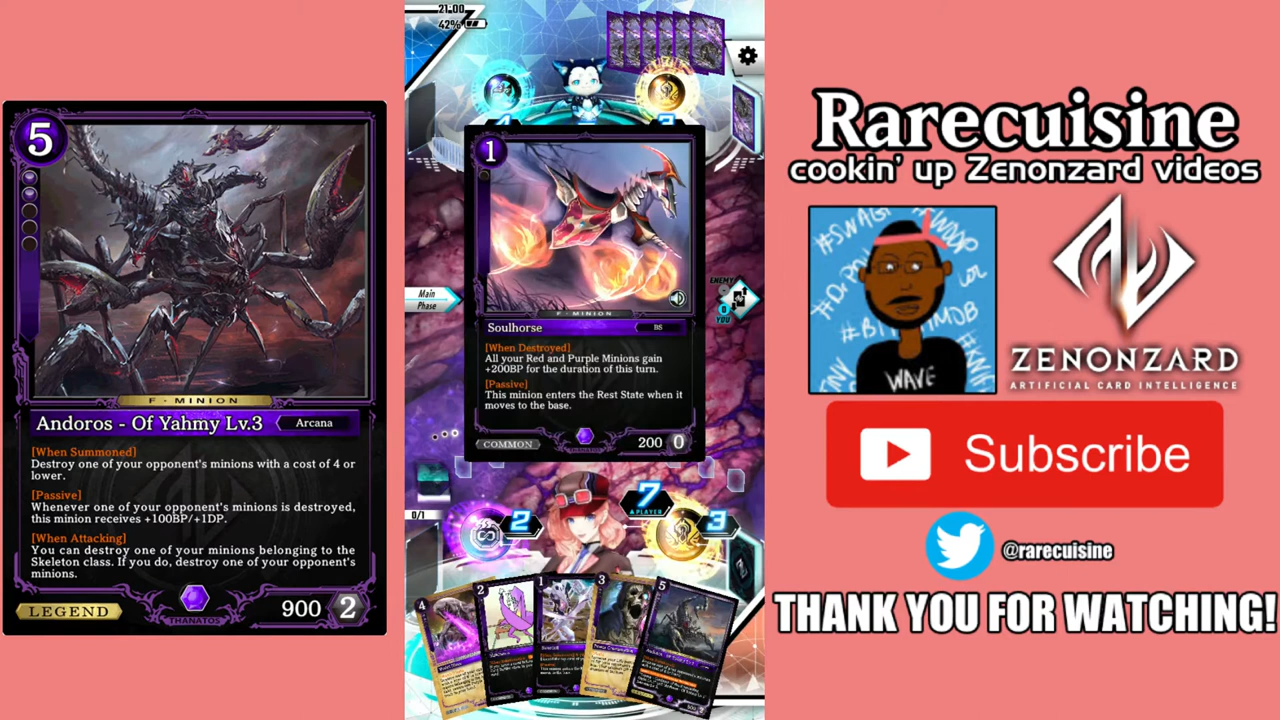 5
Andoros - Of Yahmy Lv.3
Arcana
F · MINION
[When Summoned]
Destroy one of your opponent's minions with a cost of 4 or
lower.
[Passive]
Whenever one of your opponent's minions is destroyed,
this minion receives +100BP/+1DP.
[When Attacking]
You can destroy one of your minions belonging to the
Skeleton class. If you do, destroy one of your opponent's
minions.
LEGEND
THANATOS
900
2
21:00
42%
1
F · MINION
Soulhorse
BS
[When Destroyed]
All your Red and Purple Minions gain
+200BP for the duration of this turn.
[Passive]
This minion enters the Rest State when it
moves to the base.
COMMON
200
0
Main
Phase
ENEMY
0
YOU
0/1
2
7
PLAYER
3
4
2
1
3
5
Rarecuisine
cookin' up Zenonzard videos
WAVE
ZENONZARD
ARTIFICIAL CARD INTELLIGENCE
Subscribe
@rarecuisine
THANK YOU FOR WATCHING!